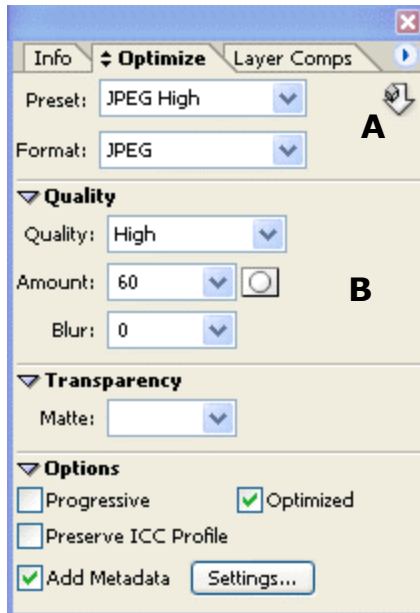 Info Optimize Layer Comps
Preset: JPEG High
A
Format: JPEG
Quality
Quality: High
Amount: 60
B
Blur: 0
Transparency
Matte:
Options
Progressive Optimized
Preserve ICC Profile
Add Metadata Settings...